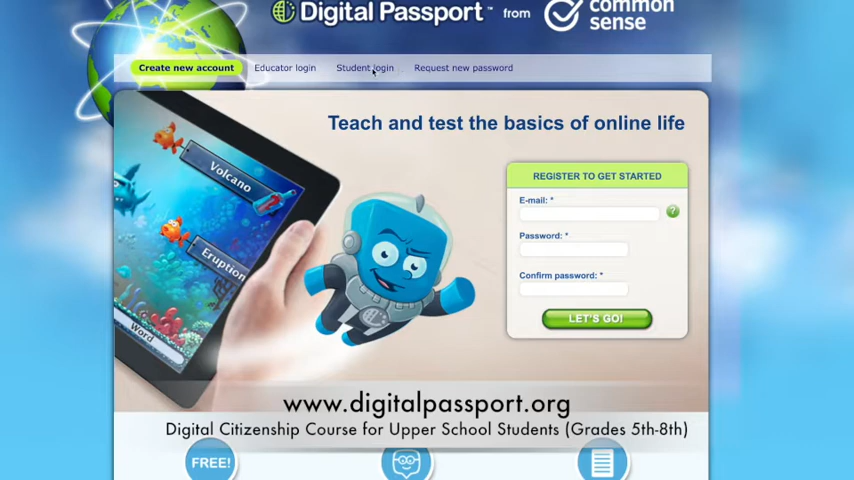 Digital Passport™ from common sense
Create new account Educator login Student login Request new password
Teach and test the basics of online life
Volcano
Eruption
Word
REGISTER TO GET STARTED
E-mail: *
?
Password: *
Confirm password: *
LET'S GO!
www.digitalpassport.org
Digital Citizenship Course for Upper School Students (Grades 5th-8th)
FREE!